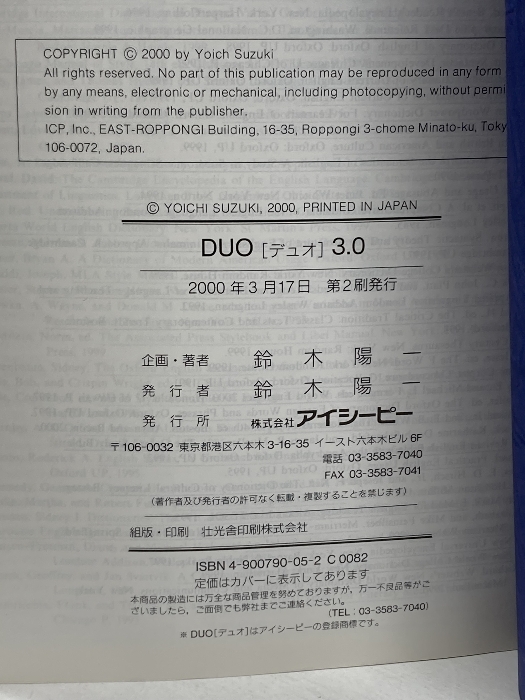 COPYRIGHT © 2000 by Yoich Suzuki
All rights reserved. No part of this publication may be reproduced in any form
by any means, electronic or mechanical, including photocopying, without permi
sion in writing from the publisher.
ICP, Inc., EAST-ROPPONGI Building, 16-35, Roppongi 3-chome Minato-ku, Toky
106-0072, Japan.
© YOICHI SUZUKI, 2000, PRINTED IN JAPAN
DUO [デュオ] 3.0
2000年3月17日 第2刷発行
企画・著者 鈴木陽一
発行者 鈴木陽一
発行所 株式会社アイシーピー
〒106-0032 東京都港区六本木3-16-35 イースト六本木ビル 6F
電話 03-3583-7040
FAX 03-3583-7041
(著作者及び発行者の許可なく転載・複製することを禁じます)
組版・印刷 壮光舎印刷株式会社
ISBN 4-900790-05-2 C 0082
定価はカバーに表示してあります
本商品の製造には万全な商品管理を努めておりますが、万一不良品等がご
ざいましたら、ご面倒でも弊社までご連絡ください。
(TEL : 03-3583-7040)
※ DUO[デュオ]はアイシーピーの登録商標です。